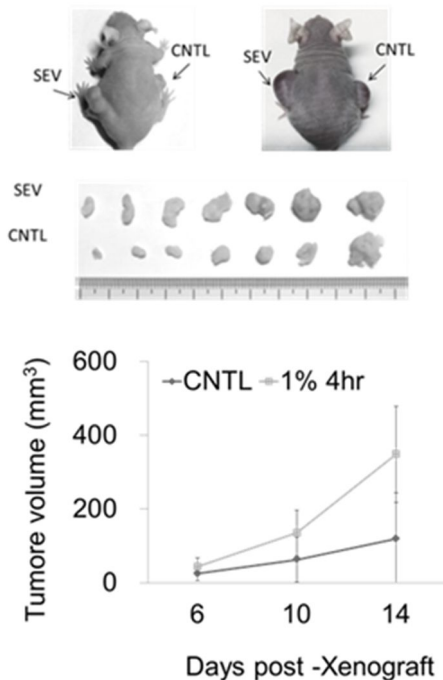 SEV CNTL SEV CNTL
SEV
CNTL
600
400
200
0
CNTL 1% 4hr
Tumore volume (mm³)
6 10 14
Days post -Xenograft